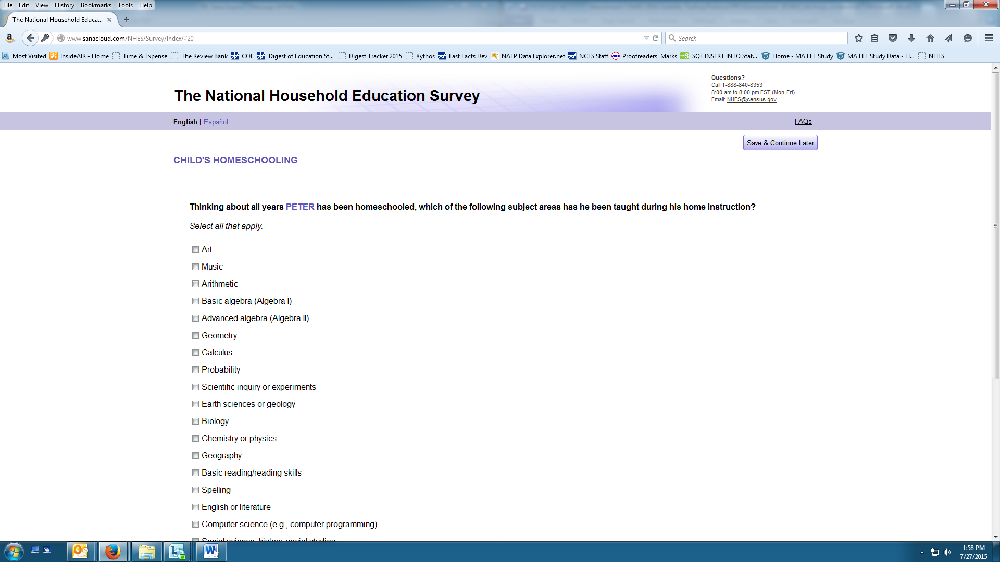 File Edit View History Bookmarks Tools Help
The National Household Educa...
www.sanacloud.com/NHES/Survey/Index/#20
Search
Most Visited InsideAIR - Home Time & Expense The Review Bank COE Digest of Education St... Digest Tracker 2015 Xythos Fast Facts Dev NAEP Data Explorer.net NCES Staff Proofreaders' Marks SQL INSERT INTO Stat... Home - MA ELL Study MA ELL Study Data - H... NHES
Questions?
Call 1-888-840-8353
8:00 am to 8:00 pm EST (Mon-Fri)
Email: NHES@census.gov
The National Household Education Survey
English | Español
FAQs
Save & Continue Later
CHILD'S HOMESCHOOLING
Thinking about all years PETER has been homeschooled, which of the following subject areas has he been taught during his home instruction?
Select all that apply.
Art
Music
Arithmetic
Basic algebra (Algebra I)
Advanced algebra (Algebra II)
Geometry
Calculus
Probability
Scientific inquiry or experiments
Earth sciences or geology
Biology
Chemistry or physics
Geography
Basic reading/reading skills
Spelling
English or literature
Computer science (e.g., computer programming)
Social science, history, social studies
1:58 PM
7/27/2015